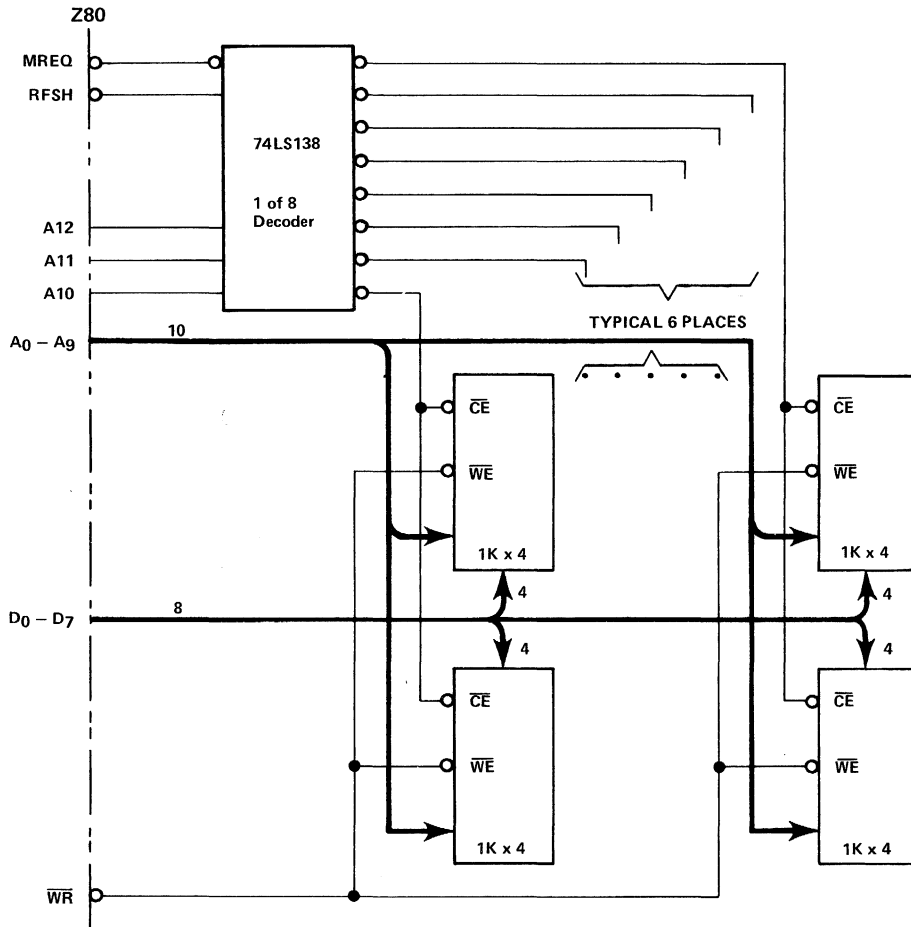 Z80
MREQ
RFSH
74LS138
1 of 8
Decoder
A12
A11
A10
TYPICAL 6 PLACES
A0 – A9
10
CE
CE
WE
WE
1K x 4
1K x 4
4
4
D0 – D7
8
4
4
CE
CE
WE
WE
1K x 4
1K x 4
WR